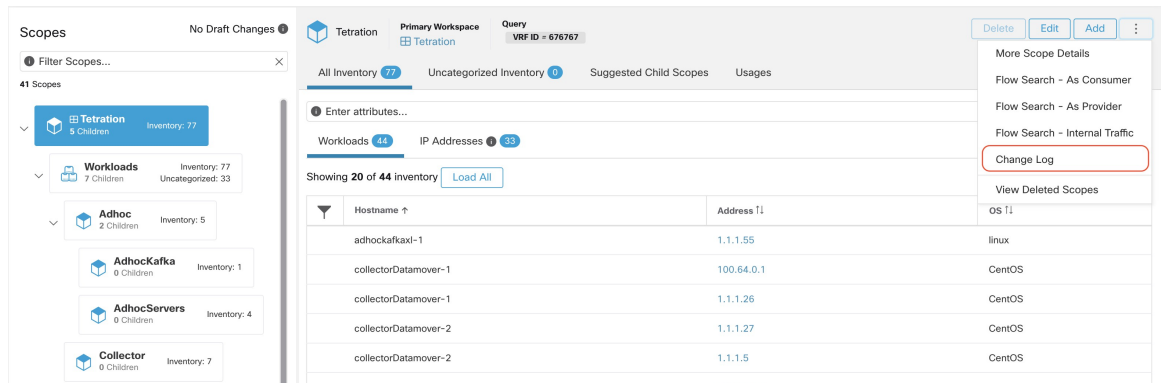 Scopes
No Draft Changes
Filter Scopes...
41 Scopes
Tetration
5 Children
Inventory: 77
Workloads
7 Children
Inventory: 77
Uncategorized: 33
Adhoc
2 Children
Inventory: 5
AdhocKafka
0 Children
Inventory: 1
AdhocServers
0 Children
Inventory: 4
Collector
0 Children
Inventory: 7
Tetration
Primary Workspace
Tetration
Query
VRF ID = 676767
Delete Edit Add
More Scope Details
Flow Search - As Consumer
Flow Search - As Provider
Flow Search - Internal Traffic
Change Log
View Deleted Scopes
All Inventory 77 Uncategorized Inventory 0 Suggested Child Scopes Usages
Enter attributes...
Workloads 44 IP Addresses 33
Showing 20 of 44 inventory Load All
Hostname ↑ Address ↑↓ OS ↑↓
adhockafkaxl-1 1.1.1.55 linux
collectorDatamover-1 100.64.0.1 CentOS
collectorDatamover-1 1.1.1.26 CentOS
collectorDatamover-2 1.1.1.27 CentOS
collectorDatamover-2 1.1.1.5 CentOS